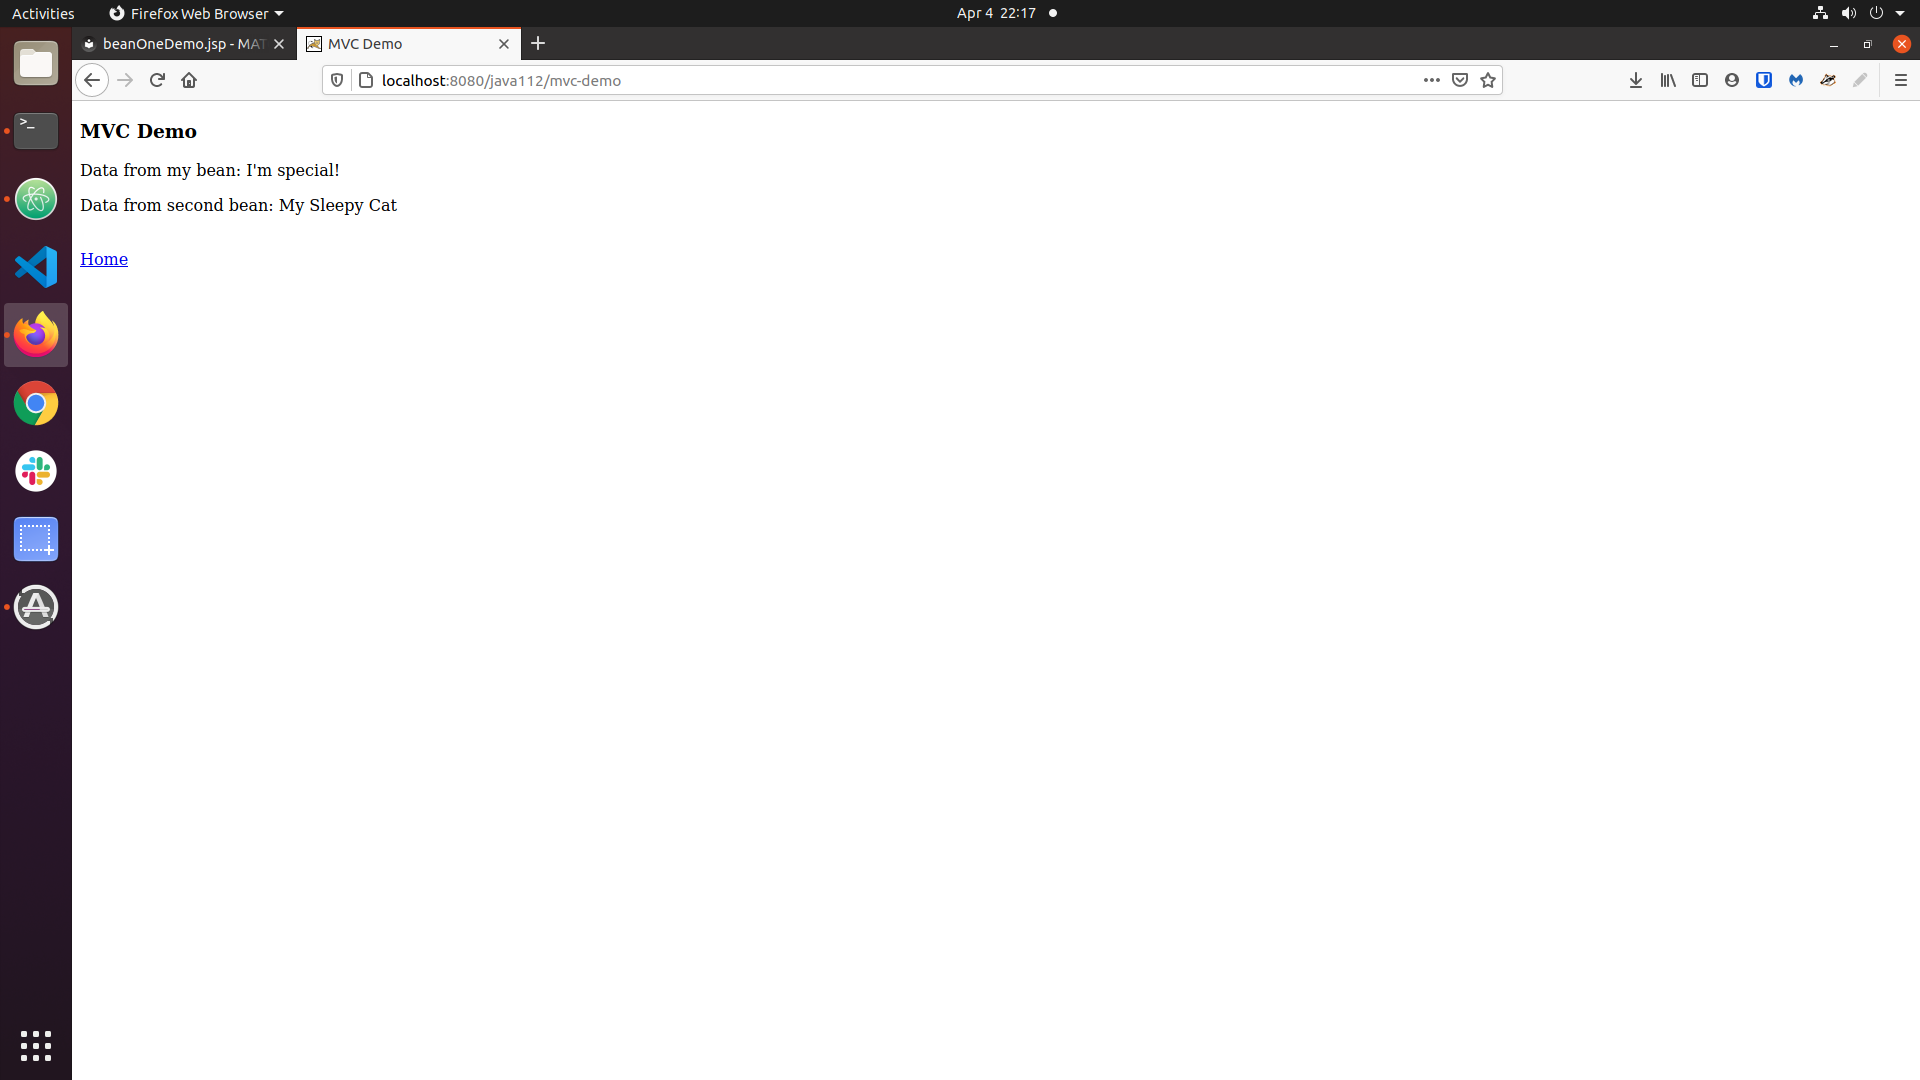 Activities
Firefox Web Browser
Apr 4 22:17
beanOneDemo.jsp - MAT
MVC Demo
localhost:8080/java112/mvc-demo
MVC Demo
Data from my bean: I'm special!
Data from second bean: My Sleepy Cat
Home